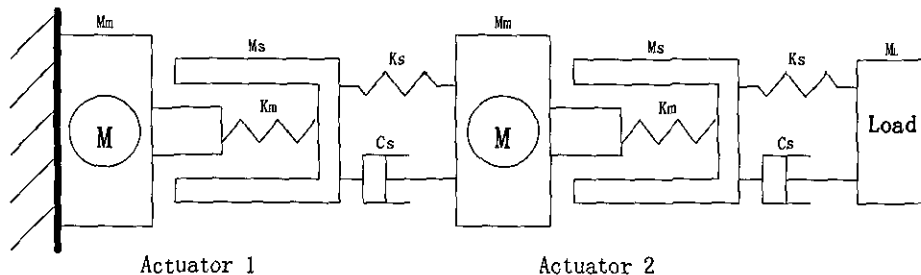 Mm
Ms
Ks
Mm
Ms
Ks
ML
M
Km
M
Km
Load
Cs
Cs
Actuator 1
Actuator 2